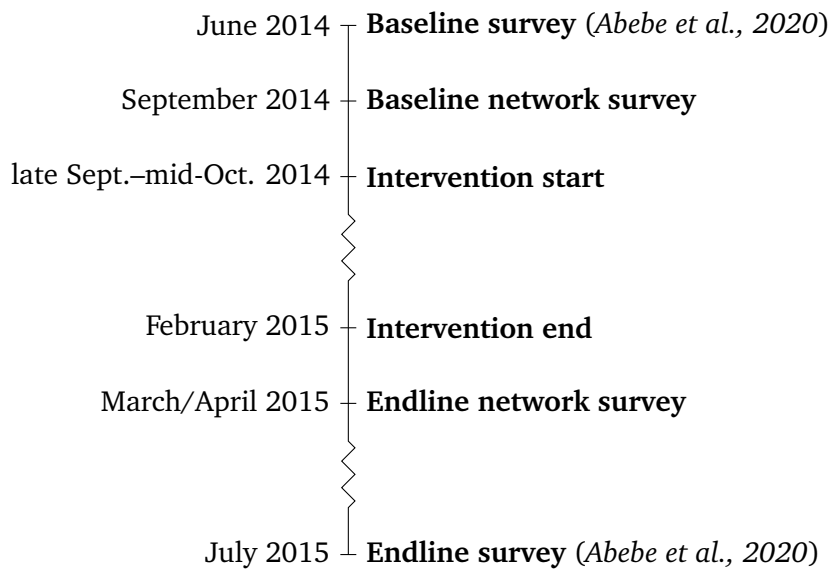 June 2014 Baseline survey (Abebe et al., 2020)
September 2014 Baseline network survey
late Sept.–mid-Oct. 2014 Intervention start
February 2015 Intervention end
March/April 2015 Endline network survey
July 2015 Endline survey (Abebe et al., 2020)